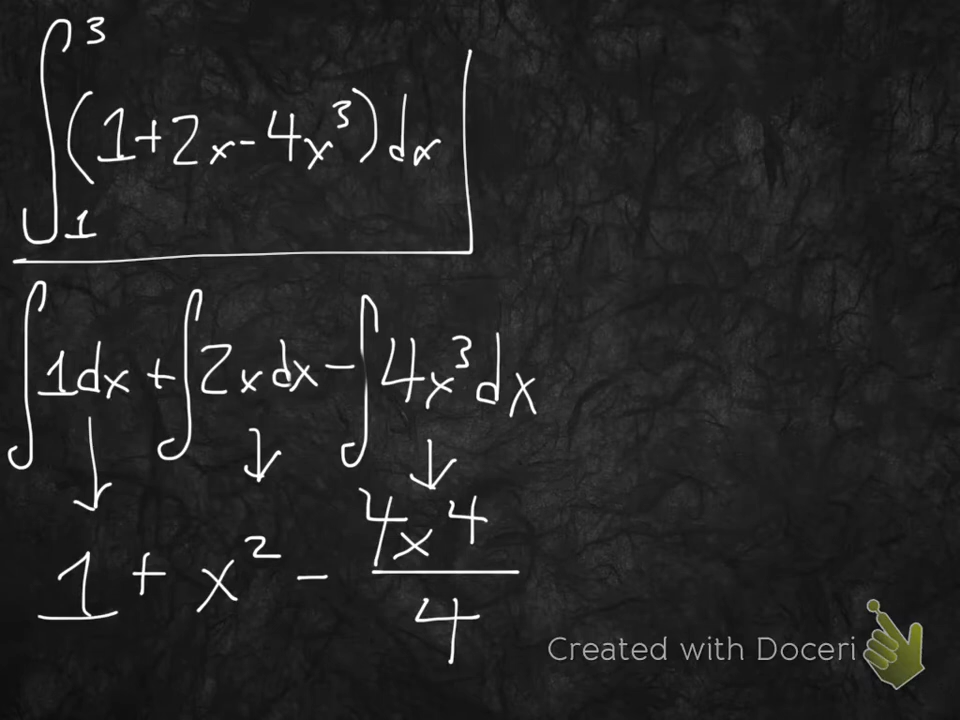 ∫₁³ (1+2x-4x³)dx
∫1dx + ∫2xdx - ∫4x³dx
↓ ↓ ↓
1 + x² - 4x⁴/4
Created with Doceri